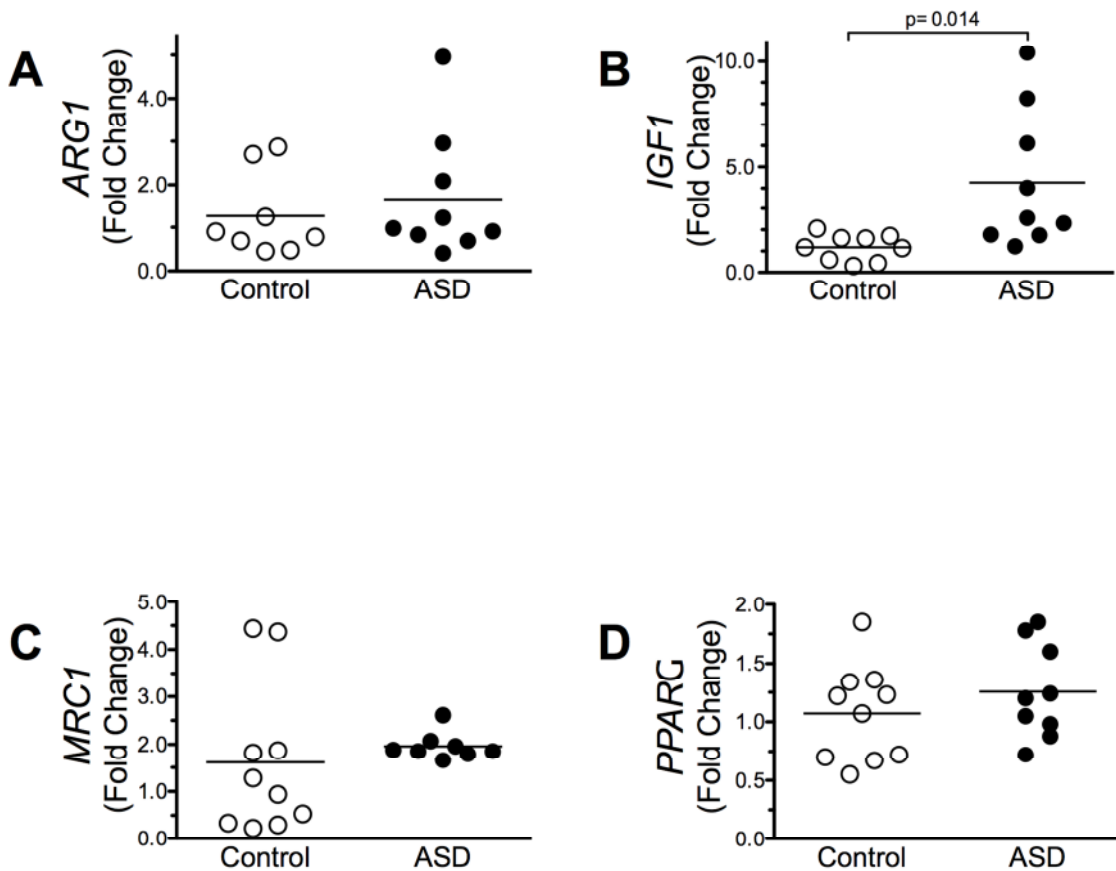 A
ARG1
(Fold Change)
4.0
2.0
0.0
Control
ASD
B
p= 0.014
IGF1
(Fold Change)
10.0
5.0
0.0
Control
ASD
C
MRC1
(Fold Change)
5.0
4.0
3.0
2.0
1.0
0.0
Control
ASD
D
PPARG
(Fold Change)
2.0
1.5
1.0
0.5
0.0
Control
ASD